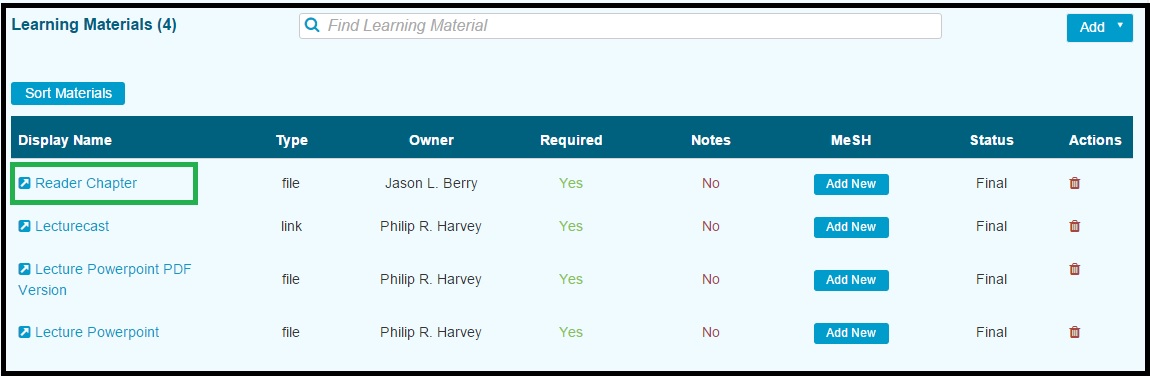 Learning Materials (4)
Find Learning Material
Add
Sort Materials
Display Name Type Owner Required Notes MeSH Status Actions
Reader Chapter file Jason L. Berry Yes No Add New Final
Lecturecast link Philip R. Harvey Yes No Add New Final
Lecture Powerpoint PDF
Version file Philip R. Harvey Yes No Add New Final
Lecture Powerpoint file Philip R. Harvey Yes No Add New Final